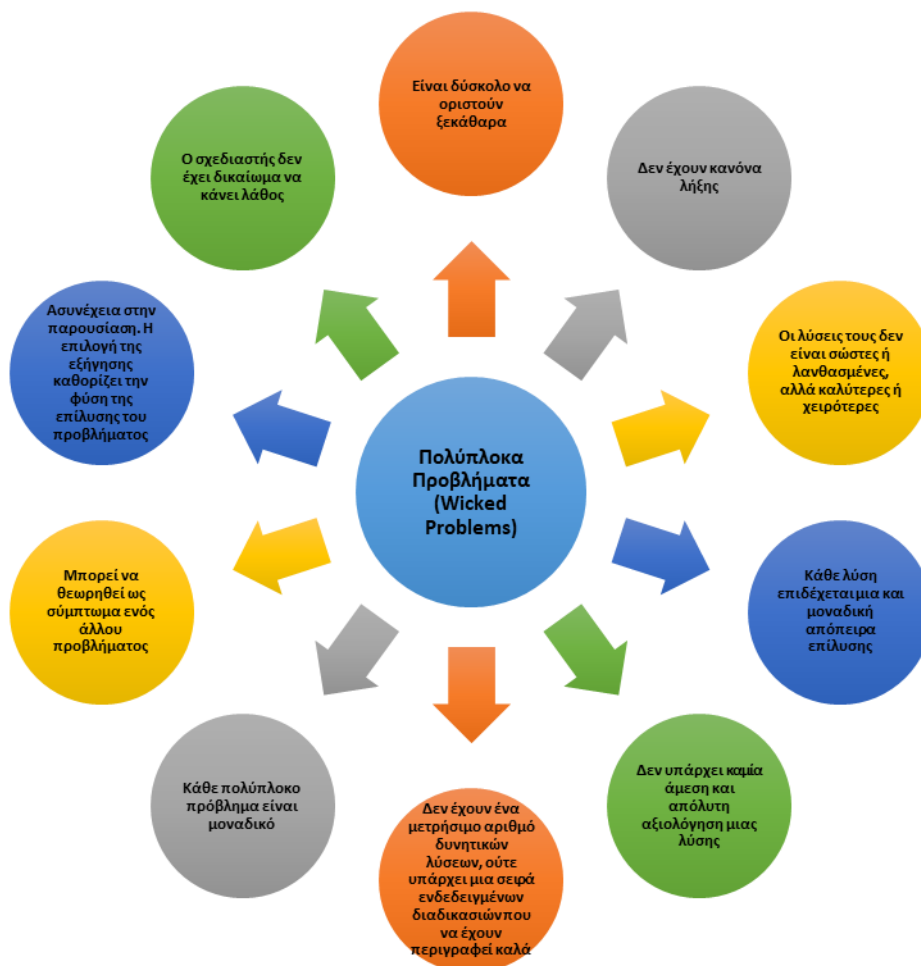 Είναι δύσκολο να
οριστούν
ξεκάθαρα
Δεν έχουν κανόνα
λήξης
Οι λύσεις τους δεν
είναι σώστες ή
λανθασμένες,
αλλά καλύτερες ή
χειρότερες
Κάθε λύση
επιδέχεται μια και
μοναδική
απόπειρα
επίλυσης
Δεν υπάρχει καμία
άμεση και
απόλυτη
αξιολόγηση μιας
λύσης
Δεν έχουν ένα
μετρήσιμο αριθμό
δυνητικών
λύσεων, ούτε
υπάρχει μια σειρά
ενδεδειγμένων
διαδικασιών που
να έχουν
περιγραφεί καλά
Κάθε πολύπλοκο
πρόβλημα είναι
μοναδικό
Μπορεί να
θεωρηθεί ως
σύμπτωμα ενός
άλλου
προβλήματος
Ασυνέχεια στην
παρουσίαση. Η
επιλογή της
εξήγησης
καθορίζει την
φύση της
επίλυσης του
προβλήματος
Ο σχεδιαστής δεν
έχει δικαίωμα να
κάνει λάθος
Πολύπλοκα
Προβλήματα
(Wicked
Problems)